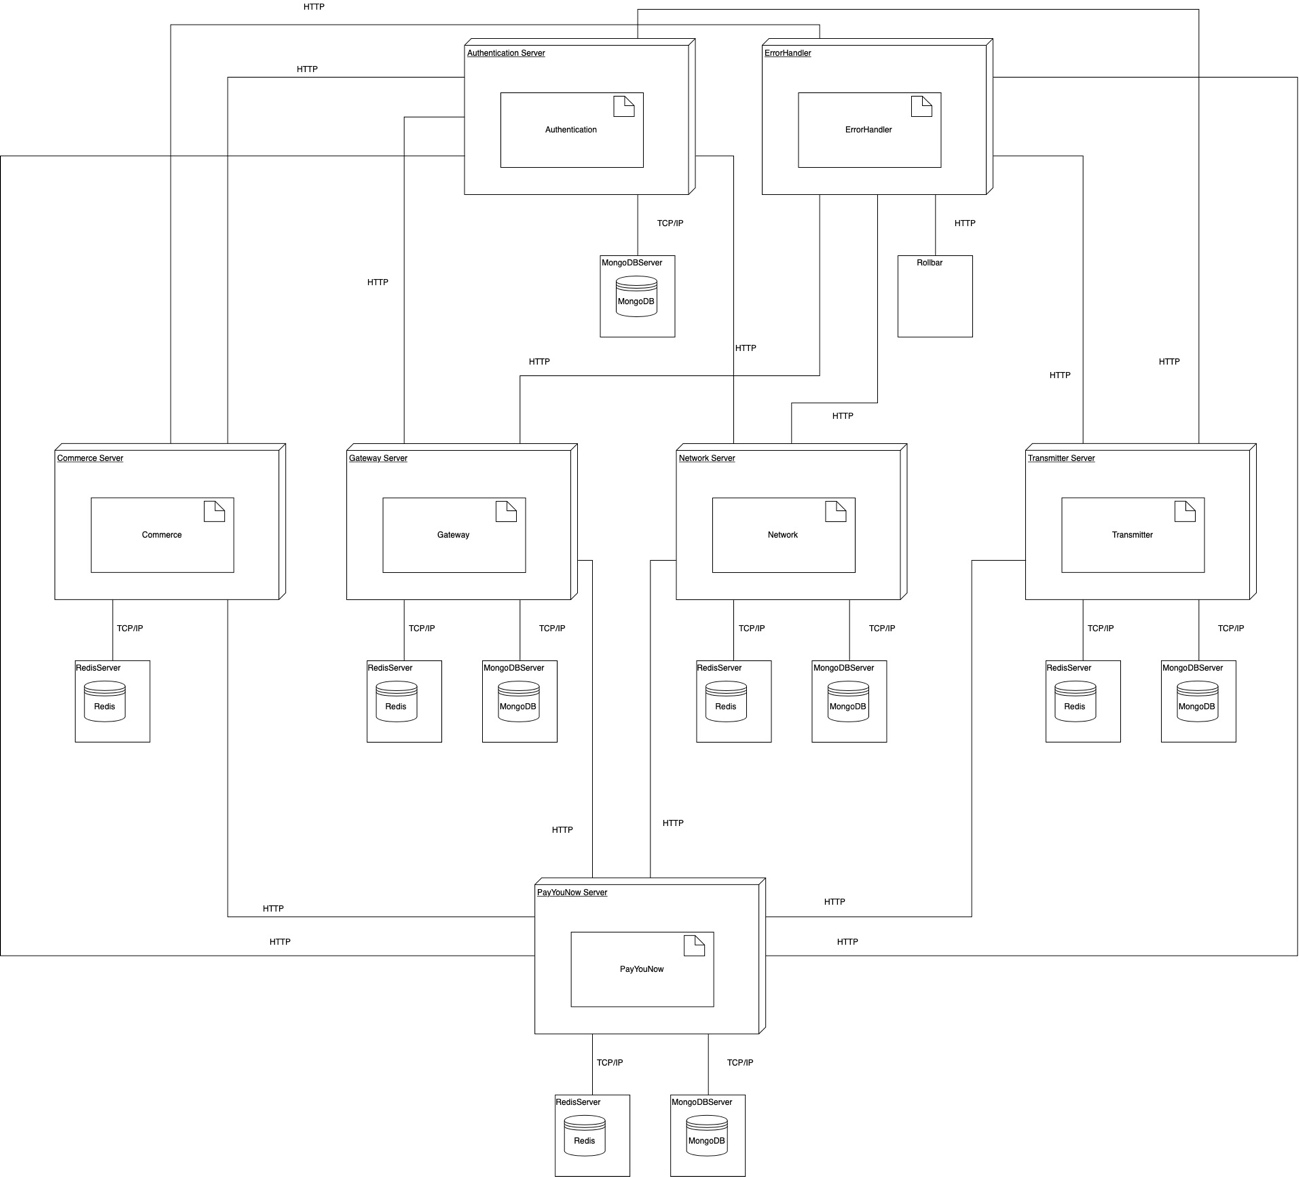 HTTP
Authentication Server
ErrorHandler
HTTP
Authentication
ErrorHandler
TCP/IP
HTTP
MongoDBServer
Rollbar
HTTP
MongoDB
HTTP
HTTP
HTTP
HTTP
HTTP
Commerce Server
Gateway Server
Network Server
Transmitter Server
Commerce
Gateway
Network
Transmitter
TCP/IP
TCP/IP
TCP/IP
TCP/IP
TCP/IP
TCP/IP
TCP/IP
RedisServer
RedisServer
MongoDBServer
RedisServer
MongoDBServer
RedisServer
MongoDBServer
Redis
Redis
MongoDB
Redis
MongoDB
Redis
MongoDB
HTTP
HTTP
PayYouNow Server
HTTP
HTTP
HTTP
HTTP
PayYouNow
TCP/IP
TCP/IP
RedisServer
MongoDBServer
Redis
MongoDB